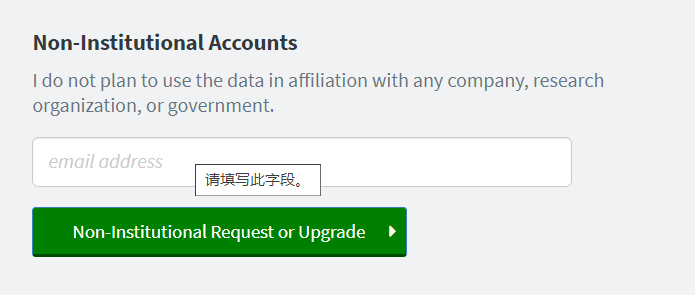 Non-Institutional Accounts
I do not plan to use the data in affiliation with any company, research
organization, or government.
email address
请填写此字段。
Non-Institutional Request or Upgrade